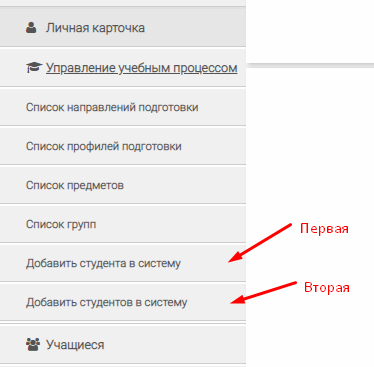 Личная карточка
Управление учебным процессом
Список направлений подготовки
Список профилей подготовки
Список предметов
Список групп
Первая
Добавить студента в систему
Вторая
Добавить студентов в систему
Учащиеся